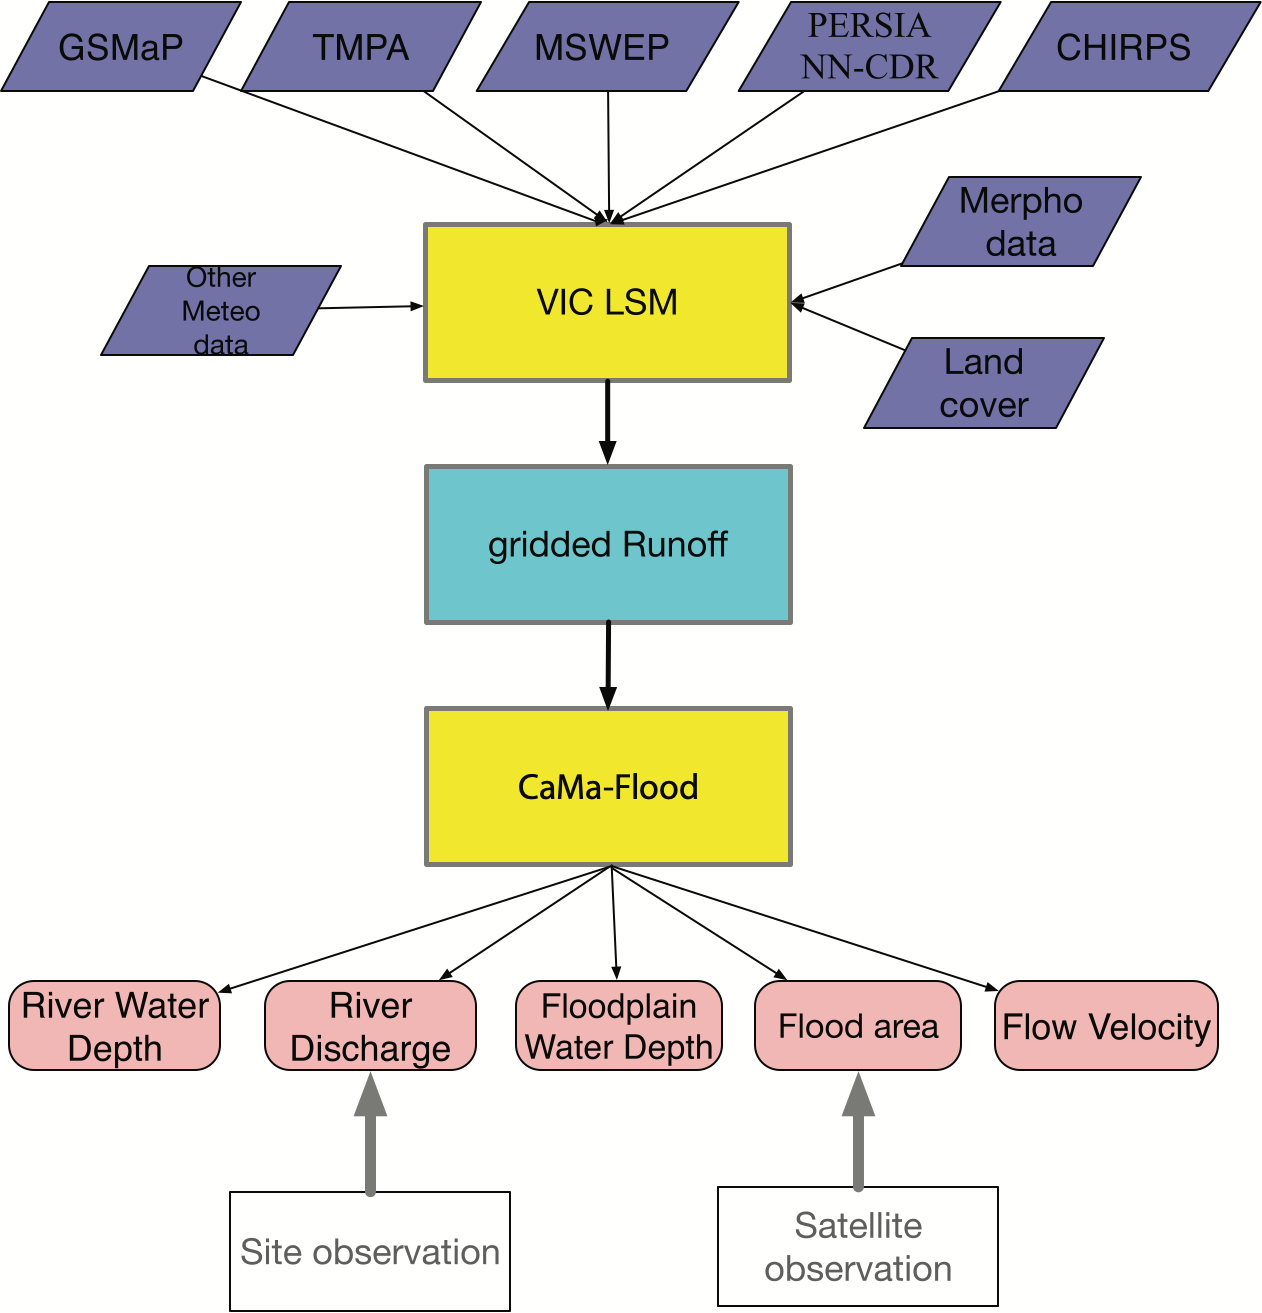 GSMaP
TMPA
MSWEP
PERSIA
NN-CDR
CHIRPS
Merpho
data
Other
Meteo
data
VIC LSM
Land
cover
gridded Runoff
CaMa-Flood
River Water
Depth
River
Discharge
Floodplain
Water Depth
Flood area
Flow Velocity
Site observation
Satellite
observation